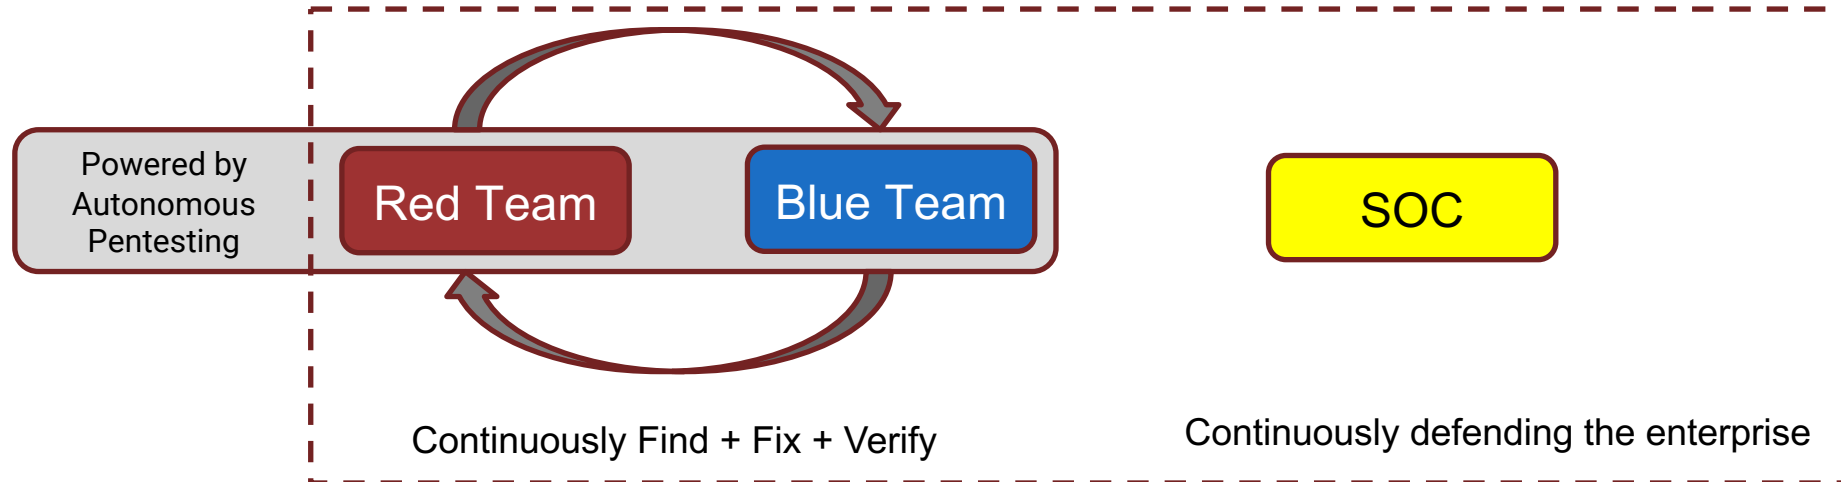 Powered by
Autonomous
Pentesting
Red Team
Blue Team
SOC
Continuously Find + Fix + Verify
Continuously defending the enterprise